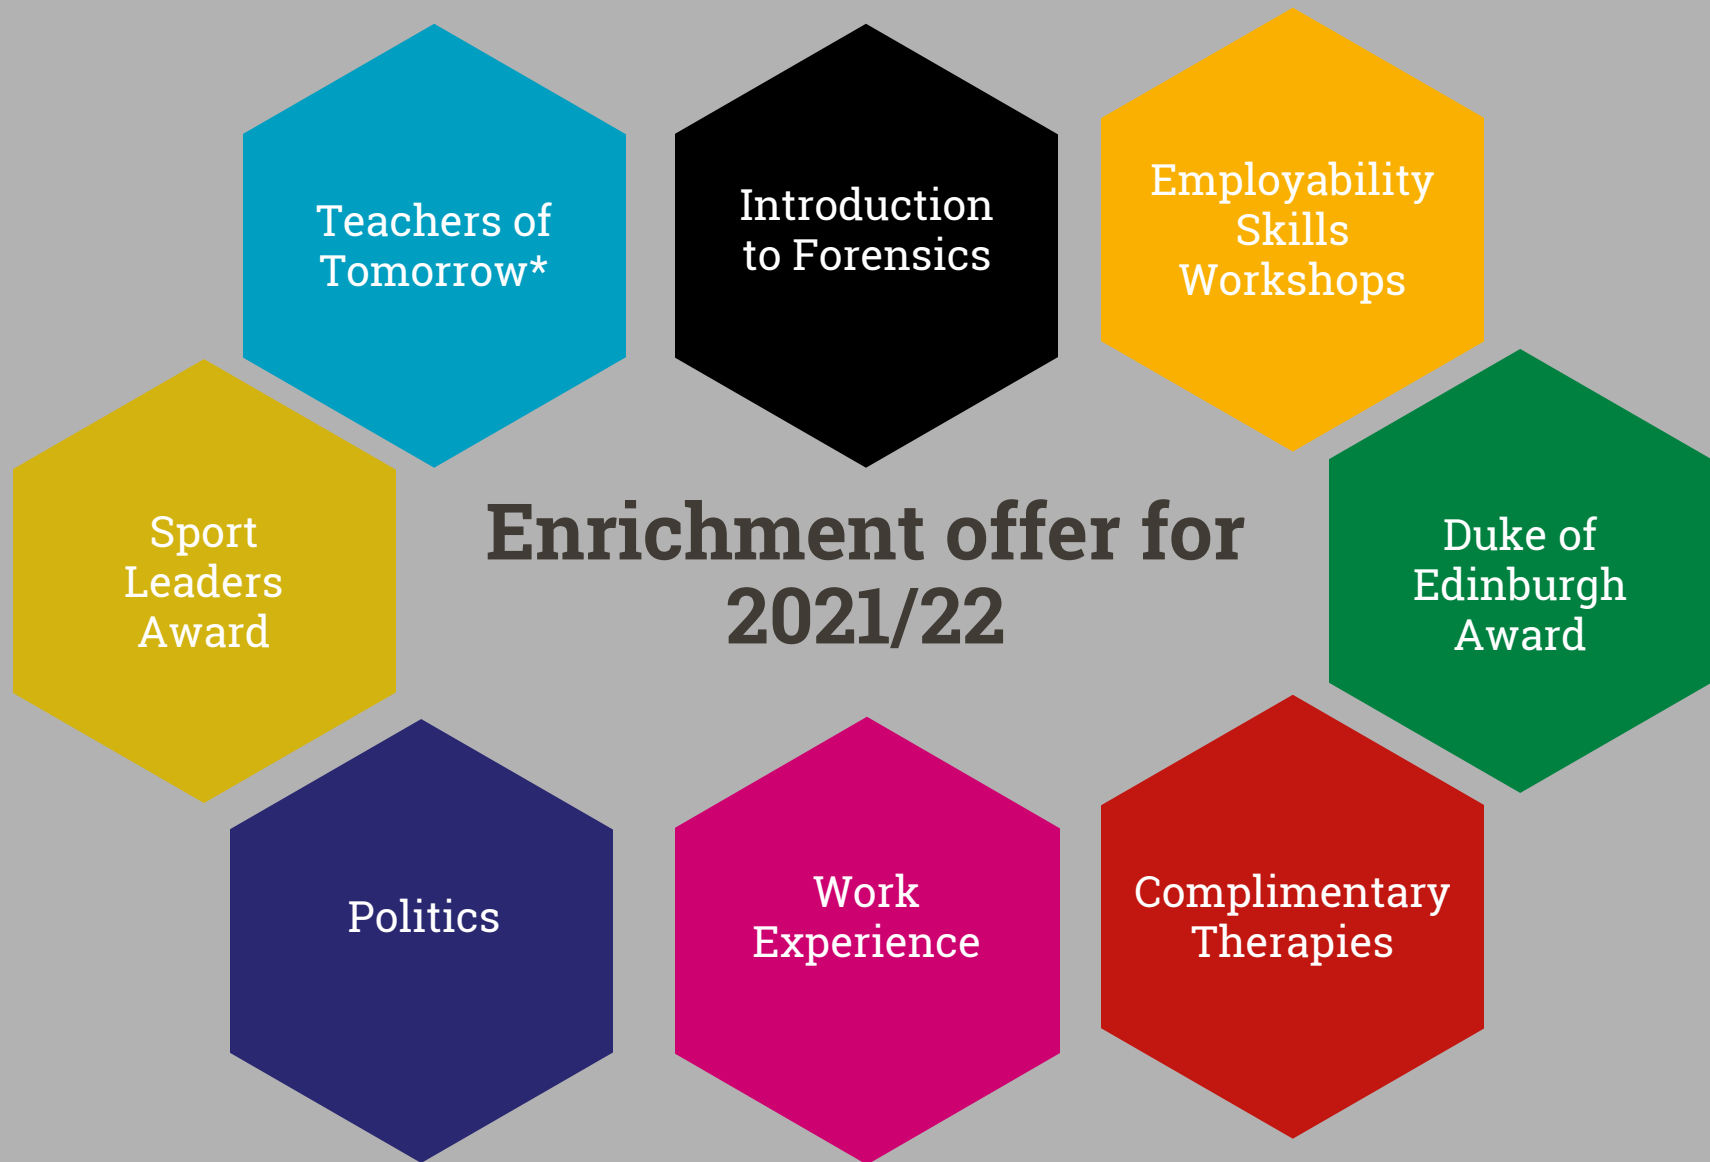 Teachers of
Tomorrow*
Introduction
to Forensics
Employability
Skills
Workshops
Sport
Leaders
Award
Enrichment offer for
2021/22
Duke of
Edinburgh
Award
Politics
Work
Experience
Complimentary
Therapies